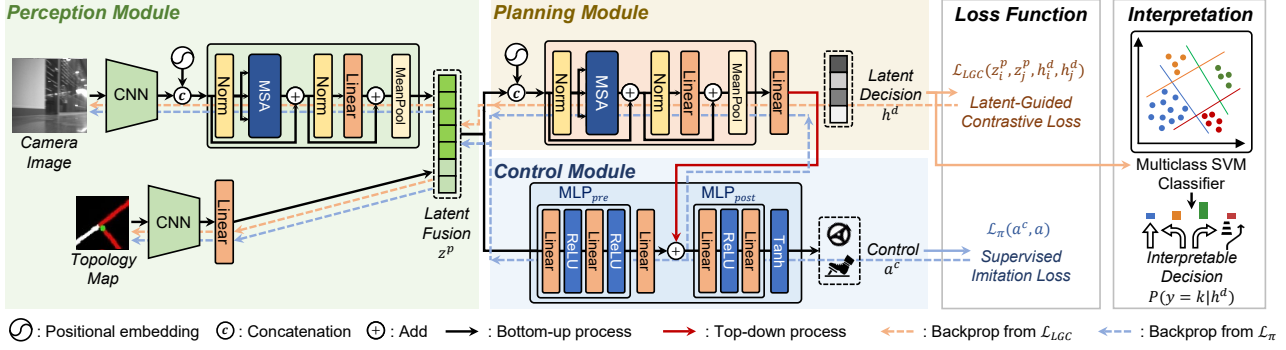 Perception Module
Camera Image
CNN
c
Norm
MSA
+
Norm
Linear
+
MeanPool
Topology Map
CNN
Linear
Latent Fusion
z^p
Planning Module
c
Norm
MSA
+
Norm
Linear
+
MeanPool
Linear
Latent Decision
h^d
Control Module
MLP_pre
Linear
ReLU
Linear
ReLU
Linear
+
MLP_post
Linear
ReLU
Linear
Tanh
Control
a^c
Loss Function
ℒ_LGC(z_i^p, z_j^p, h_i^d, h_j^d)
Latent-Guided
Contrastive Loss
ℒ_π(a^c, a)
Supervised
Imitation Loss
Interpretation
Multiclass SVM
Classifier
Interpretable
Decision
P(y = k|h^d)
: Positional embedding
c : Concatenation
+ : Add
: Bottom-up process
: Top-down process
: Backprop from ℒ_LGC
: Backprop from ℒ_π